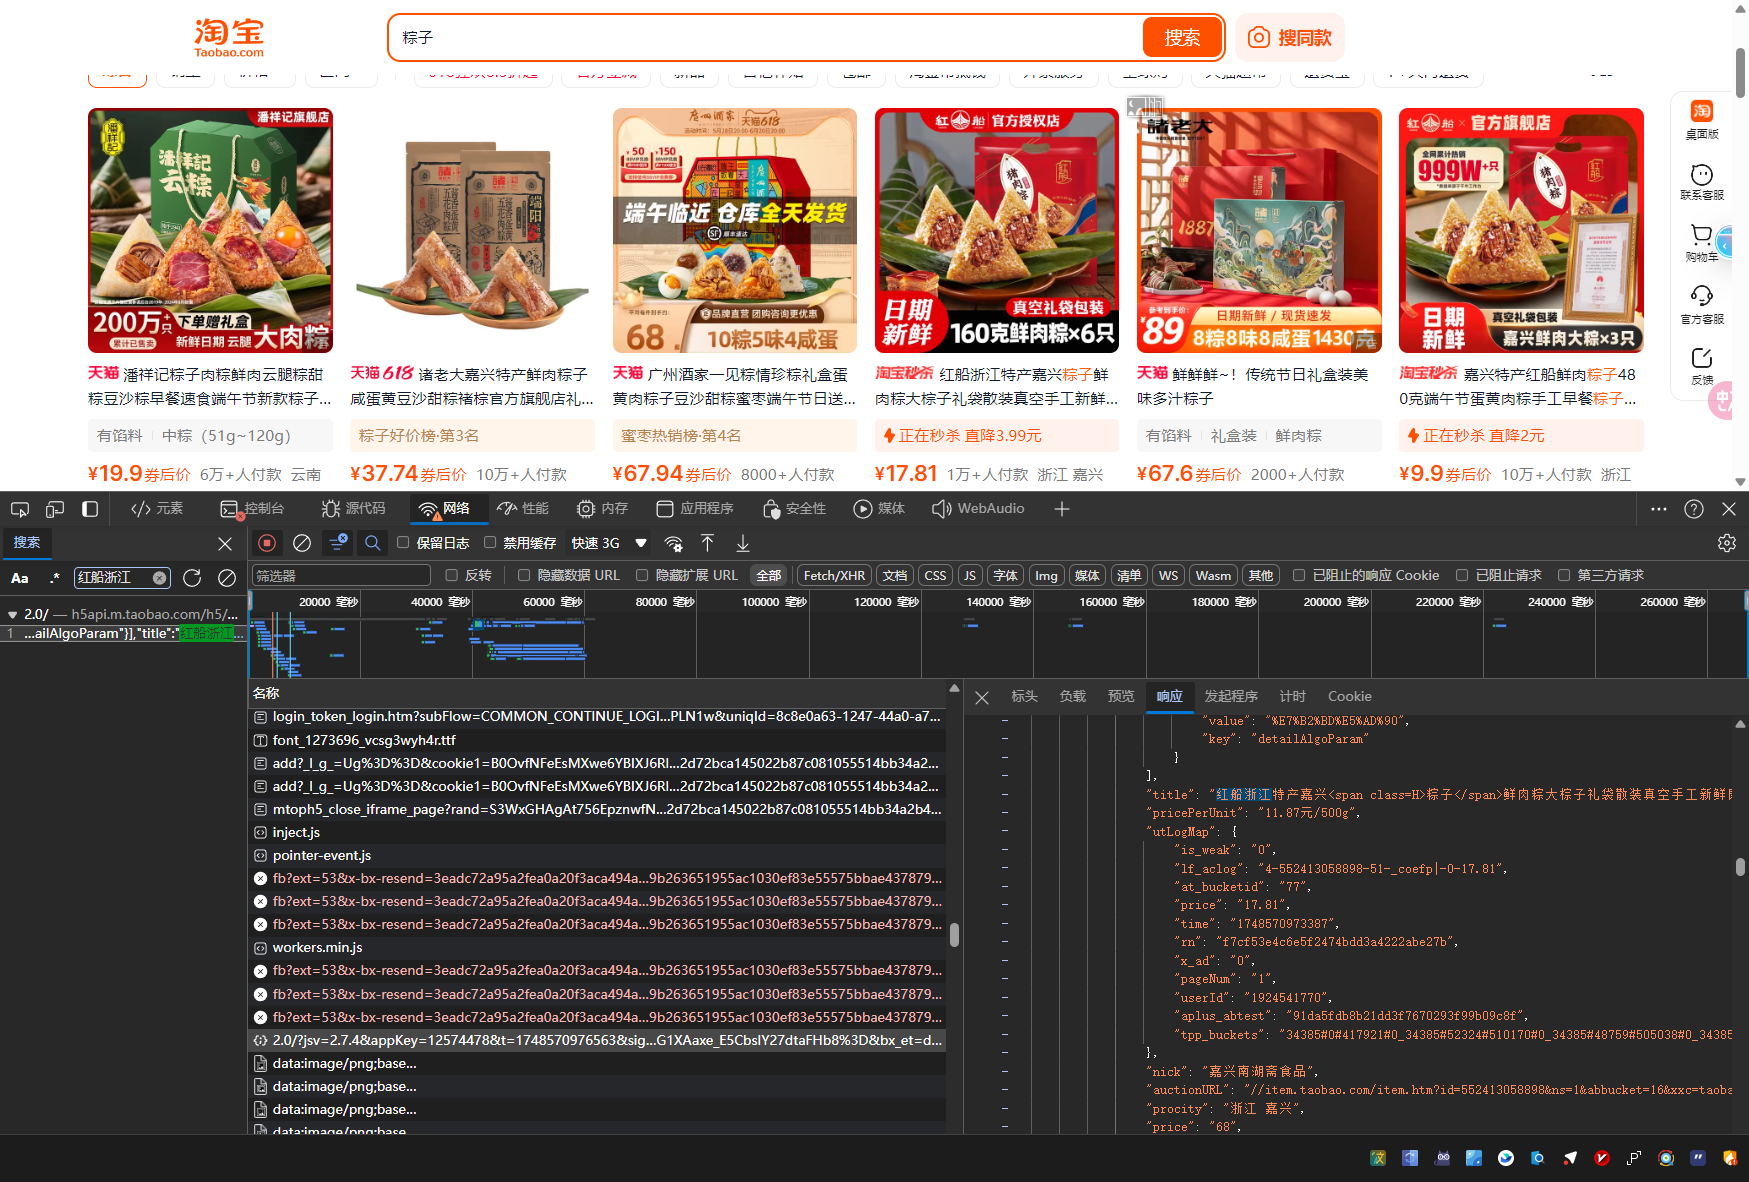 淘宝
Taobao.com
粽子
搜索
搜同款
潘祥记旗舰店
潘祥記
云粽
200万只
累计已售卖
下单赠礼盒
新鲜日期 云腿
大肉粽
天猫618
端午临近 仓库全天发货
品牌直营 团购咨询更优惠
68
10粽5味4咸蛋
紅船 官方授权店
猪肉粽
日期新鲜
真空礼袋包装
160克鲜肉粽×6只
諸老大
1887
89
日期新鲜 / 现货速发
8粽8味8咸蛋1430克
紅船 × 官方旗舰店
全网累计热销
999W+只
猪肉粽
日期新鲜
真空礼袋包装
嘉兴鲜肉大粽×3只
天猫 潘祥记粽子肉粽鲜肉云腿粽甜
粽豆沙粽早餐速食端午节新款粽子...
有馅料 中粽（51g~120g）
¥19.9券后价 6万+人付款 云南
天猫618 诸老大嘉兴特产鲜肉粽子
咸蛋黄豆沙甜粽褚棕官方旗舰店礼...
粽子好价榜·第3名
¥37.74券后价 10万+人付款
天猫 广州酒家一见粽情珍粽礼盒蛋
黄肉粽子豆沙甜粽蜜枣端午节日送...
蜜枣热销榜·第4名
¥67.94券后价 8000+人付款
淘宝秒杀 红船浙江特产嘉兴粽子鲜
肉粽大棕子礼袋散装真空手工新鲜...
正在秒杀 直降3.99元
¥17.81 1万+人付款 浙江 嘉兴
天猫 鲜鲜鲜~！传统节日礼盒装美
味多汁粽子
有馅料 礼盒装 鲜肉粽
¥67.6券后价 2000+人付款
淘宝秒杀 嘉兴特产红船鲜肉粽子48
0克端午节蛋黄肉粽手工早餐粽子...
正在秒杀 直降2元
¥9.9券后价 10万+人付款 浙江
淘
桌面版
联系客服
购物车
官方客服
反馈
元素 控制台 源代码 网络 性能 内存 应用程序 安全性 媒体 WebAudio
搜索
保留日志 禁用缓存 快速 3G
Aa .* 红船浙江
筛选器 反转 隐藏数据 URL 隐藏扩展 URL 全部 Fetch/XHR 文档 CSS JS 字体 Img 媒体 清单 WS Wasm 其他 已阻止的响应 Cookie 已阻止请求 第三方请求
20000 毫秒 40000 毫秒 60000 毫秒 80000 毫秒 100000 毫秒 120000 毫秒 140000 毫秒 160000 毫秒 180000 毫秒 200000 毫秒 220000 毫秒 240000 毫秒 260000 毫秒
2.0/ — h5api.m.taobao.com/h5/...
1 ...ailAlgoParam"}],"title":"红船浙江...
名称
login_token_login.htm?subFlow=COMMON_CONTINUE_LOGI...PLN1w&uniqId=8c8e0a63-1247-44a0-a7...
font_1273696_vcsg3wyh4r.ttf
add?_l_g_=Ug%3D%3D&cookie1=B0OvfNFeEsMXwe6YBIXJ6Rl...2d72bca145022b87c081055514bb34a2...
add?_l_g_=Ug%3D%3D&cookie1=B0OvfNFeEsMXwe6YBIXJ6Rl...2d72bca145022b87c081055514bb34a2...
mtoph5_close_iframe_page?rand=S3WxGHAgAt756EpznwfN...2d72bca145022b87c081055514bb34a2b4...
inject.js
pointer-event.js
fb?ext=53&x-bx-resend=3eadc72a95a2fea0a20f3aca494a...9b263651955ac1030ef83e55575bbae437879...
fb?ext=53&x-bx-resend=3eadc72a95a2fea0a20f3aca494a...9b263651955ac1030ef83e55575bbae437879...
fb?ext=53&x-bx-resend=3eadc72a95a2fea0a20f3aca494a...9b263651955ac1030ef83e55575bbae437879...
workers.min.js
fb?ext=53&x-bx-resend=3eadc72a95a2fea0a20f3aca494a...9b263651955ac1030ef83e55575bbae437879...
fb?ext=53&x-bx-resend=3eadc72a95a2fea0a20f3aca494a...9b263651955ac1030ef83e55575bbae437879...
fb?ext=53&x-bx-resend=3eadc72a95a2fea0a20f3aca494a...9b263651955ac1030ef83e55575bbae437879...
2.0/?jsv=2.7.4&appKey=12574478&t=1748570976563&sig...G1XAaxe_E5CbsIY27dtaFHb8%3D&bx_et=d...
data:image/png;base...
data:image/png;base...
data:image/png;base...
data:image/png;base...
标头 负载 预览 响应 发起程序 计时 Cookie
"value": "%E7%B2%BD%E5%AD%90",
"key": "detailAlgoParam"
}
],
"title": "红船浙江特产嘉兴<span class=H>粽子</span>鲜肉粽大棕子礼袋散装真空手工新鲜
"pricePerUnit": "11.87元/500g",
"utLogMap": {
"is_weak": "0",
"lf_aclog": "4-552413058898-51-_coefp|-0-17.81",
"at_bucketid": "77",
"price": "17.81",
"time": "1748570973387",
"rn": "f7cf53e4c6e5f2474bdd3a4222abe27b",
"x_ad": "0",
"pageNum": "1",
"userId": "1924541770",
"aplus_abtest": "91da5fdb8b21dd3f7670293f99b09c8f",
"tpp_buckets": "34385#0#417921#0_34385#52324#510170#0_34385#48759#505038#0_34385
},
"nick": "嘉兴南湖斋食品",
"auctionURL": "//item.taobao.com/item.htm?id=552413058898&ns=1&abbucket=16&xxc=taoba
"procity": "浙江 嘉兴",
"price": "68",